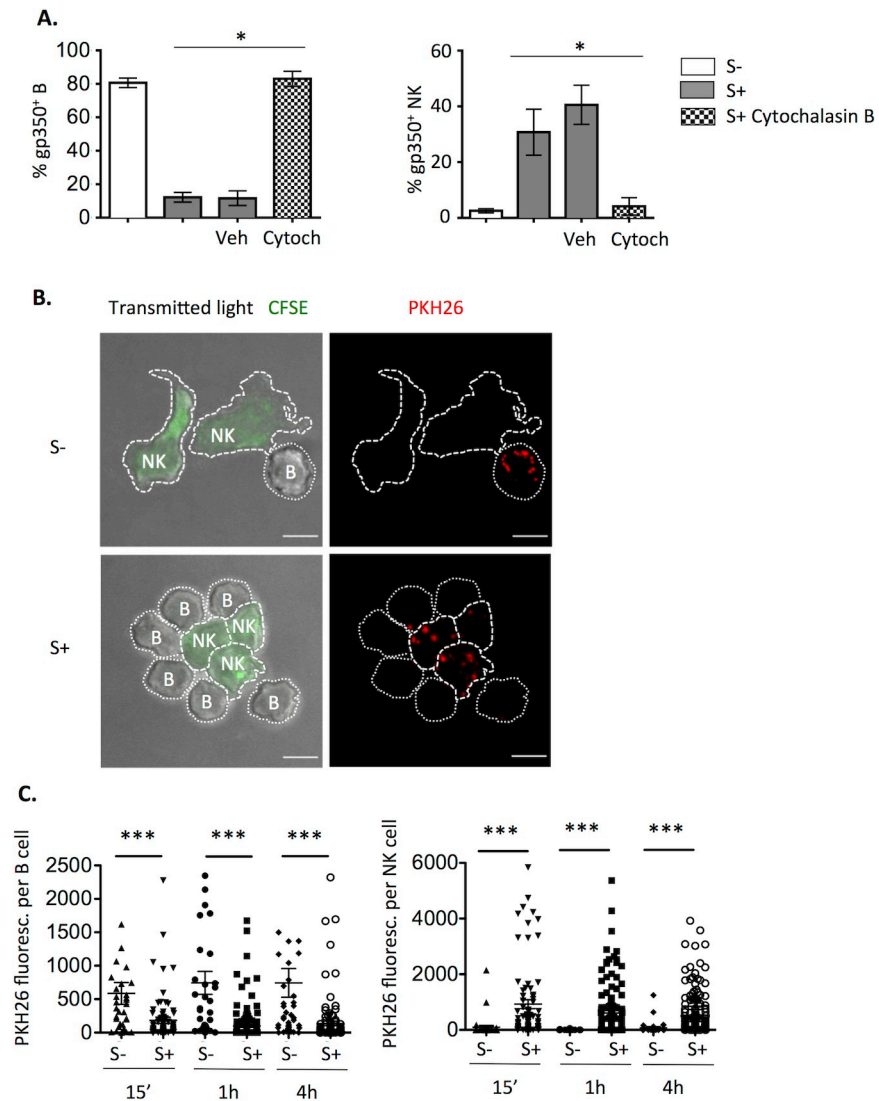 A.
*
*
100
80
60
40
20
0
% gp350⁺ B
Veh Cytoch
60
40
20
0
% gp350⁺ NK
Veh Cytoch
S-
S+
S+ Cytochalasin B
B.
Transmitted light CFSE PKH26
S-
NK
NK
B
S+
B
B
B
NK
NK
NK
B
B
B
C.
PKH26 fluoresc. per B cell
*** *** ***
2500
2000
1500
1000
500
0
S- S+ S- S+ S- S+
15′ 1h 4h
PKH26 fluoresc. per NK cell
*** *** ***
6000
4000
2000
0
S- S+ S- S+ S- S+
15′ 1h 4h